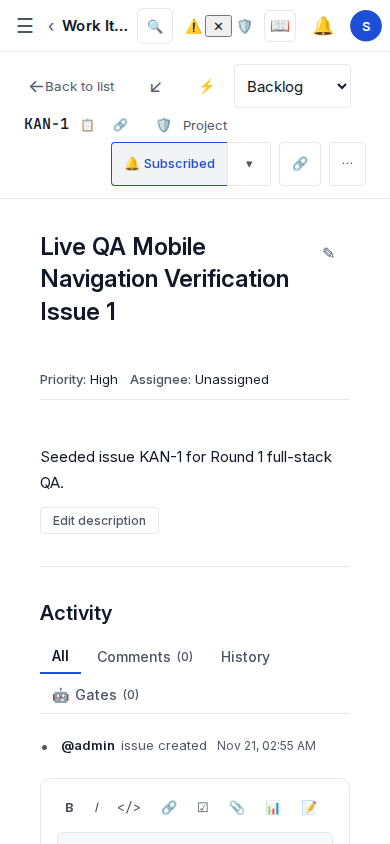 Work It...
S
Back to list
Backlog
KAN-1
Project
Subscribed
Live QA Mobile
Navigation Verification
Issue 1
Priority: High Assignee: Unassigned
Seeded issue KAN-1 for Round 1 full-stack
QA.
Edit description
Activity
All Comments (0) History
Gates (0)
@admin issue created Nov 21, 02:55 AM
B I </>